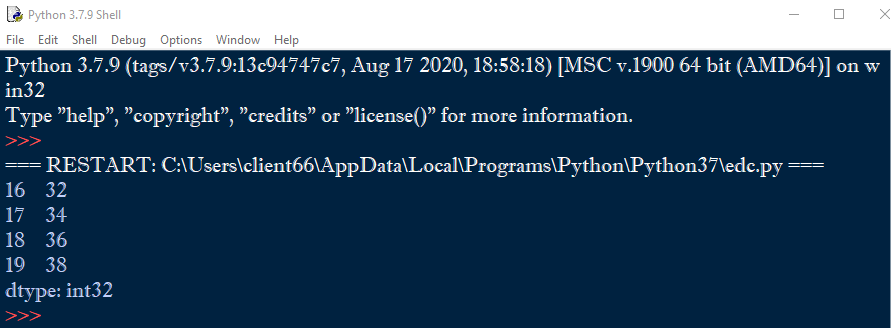 Python 3.7.9 Shell
File Edit Shell Debug Options Window Help
Python 3.7.9 (tags/v3.7.9:13c94747c7, Aug 17 2020, 18:58:18) [MSC v.1900 64 bit (AMD64)] on w
in32
Type "help", "copyright", "credits" or "license()" for more information.
>>>
=== RESTART: C:\Users\client66\AppData\Local\Programs\Python\Python37\edc.py ===
16    32
17    34
18    36
19    38
dtype: int32
>>>